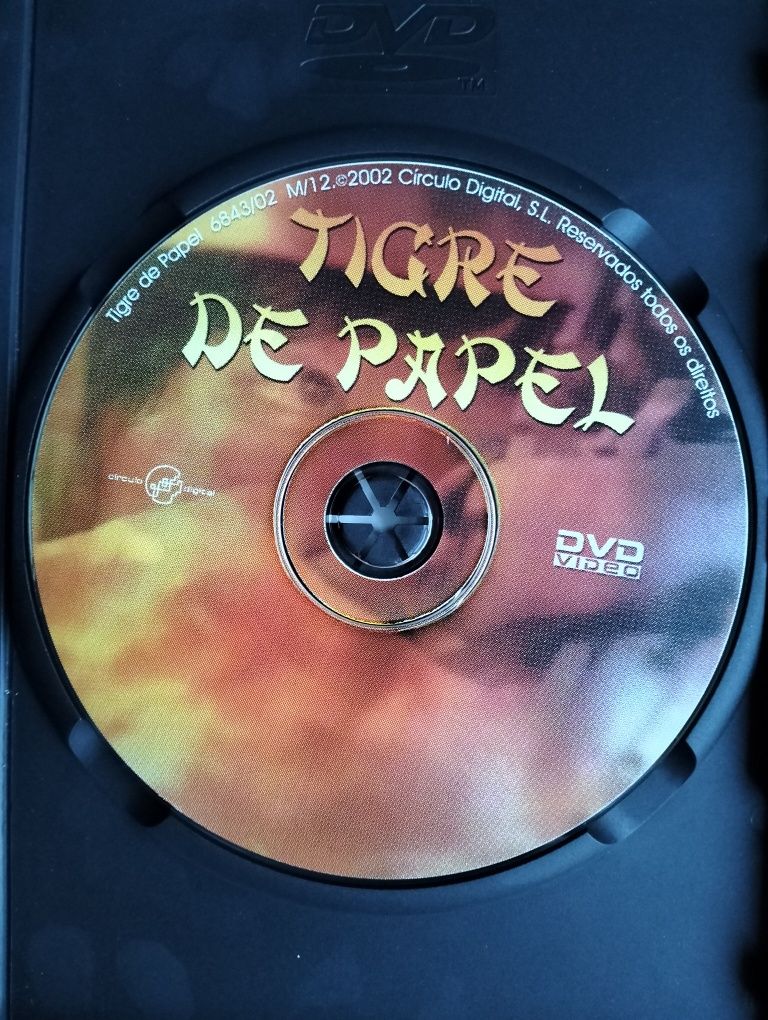 DVD
TM
Tigre de Papel 6843/02 M/12.©2002 Círculo Digital, S.L. Reservados todos os direitos
TIGRE
DE PAPEL
círculo digital
DVD
VIDEO